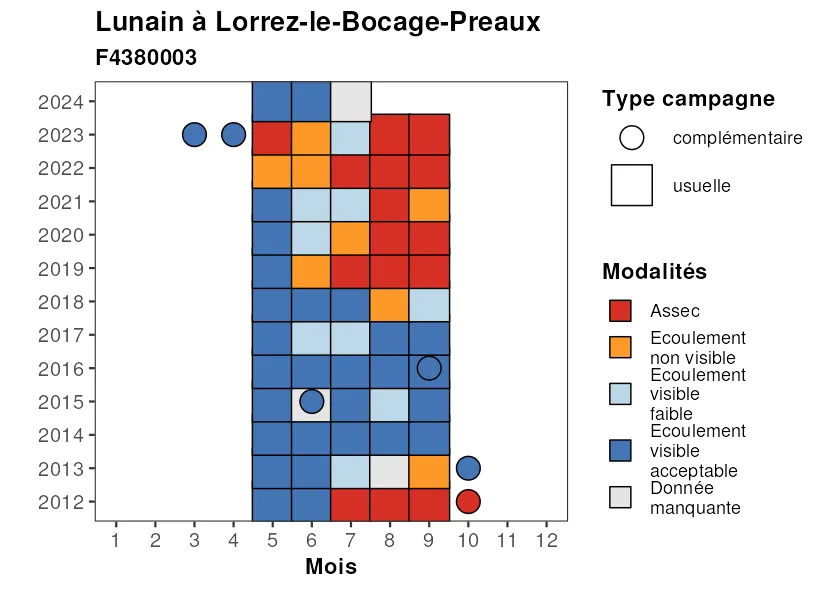 Lunain à Lorrez-le-Bocage-Preaux
F4380003
2024
2023
2022
2021
2020
2019
2018
2017
2016
2015
2014
2013
2012
1 2 3 4 5 6 7 8 9 10 11 12
Mois
Type campagne
complémentaire
usuelle
Modalités
Assec
Ecoulement
non visible
Ecoulement
visible
faible
Ecoulement
visible
acceptable
Donnée
manquante